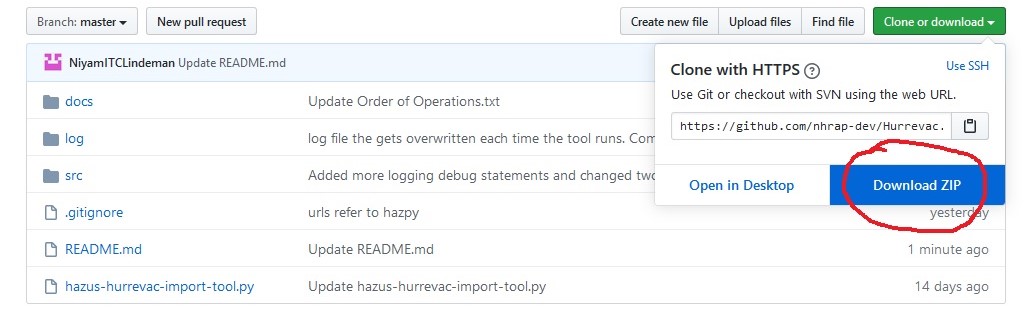 Branch: master New pull request Create new file Upload files Find file Clone or download
NiyamITCLindeman Update README.md
Clone with HTTPS ? Use SSH
Use Git or checkout with SVN using the web URL.
https://github.com/nhrap-dev/Hurrevac.
Open in Desktop Download ZIP
docs Update Order of Operations.txt
log log file the gets overwritten each time the tool runs. Com
src Added more logging debug statements and changed two
.gitignore urls refer to hazpy yesterday
README.md Update README.md 1 minute ago
hazus-hurrevac-import-tool.py Update hazus-hurrevac-import-tool.py 14 days ago